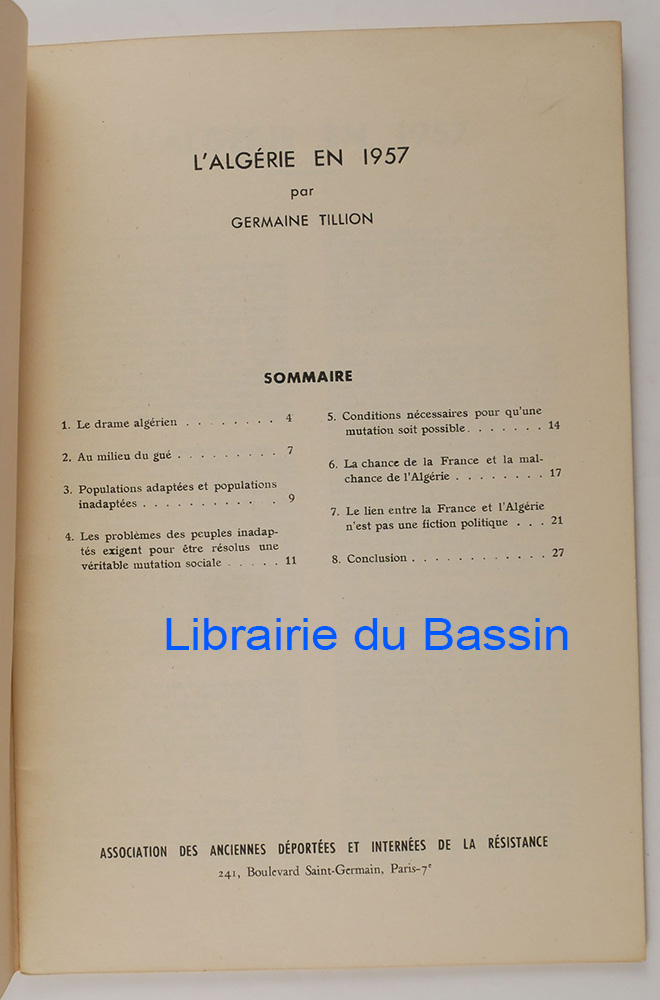 L'ALGÉRIE EN 1957
par
GERMAINE TILLION
SOMMAIRE
1. Le drame algérien . . . . . . . . 4
2. Au milieu du gué . . . . . . . . . 7
3. Populations adaptées et populations
inadaptées . . . . . . . . . . . . 9
4. Les problèmes des peuples inadap-
tés exigent pour être résolus une
véritable mutation sociale . . . . . 11
5. Conditions nécessaires pour qu'une
mutation soit possible. . . . . . . 14
6. La chance de la France et la mal-
chance de l'Algérie . . . . . . . . 17
7. Le lien entre la France et l'Algérie
n'est pas une fiction politique . . . 21
8. Conclusion . . . . . . . . . . . . 27
Librairie du Bassin
ASSOCIATION DES ANCIENNES DÉPORTÉES ET INTERNÉES DE LA RÉSISTANCE
241, Boulevard Saint-Germain, Paris-7e